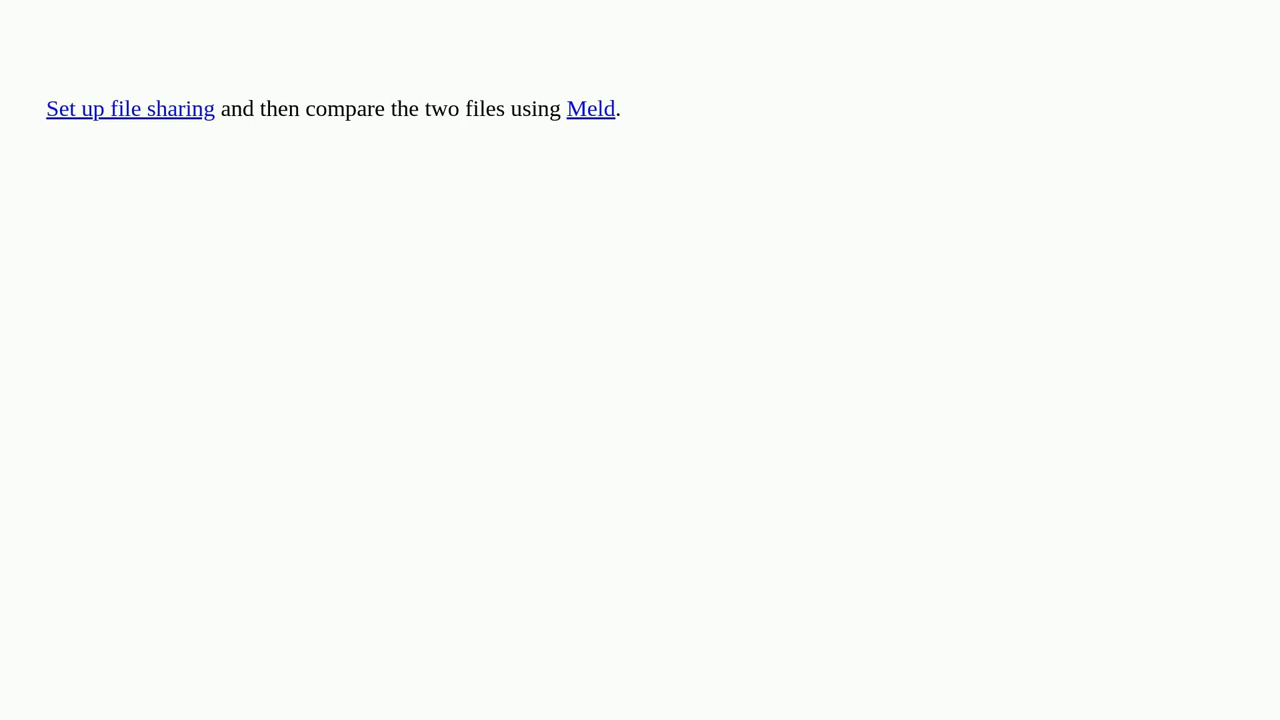 Set up file sharing and then compare the two files using Meld.